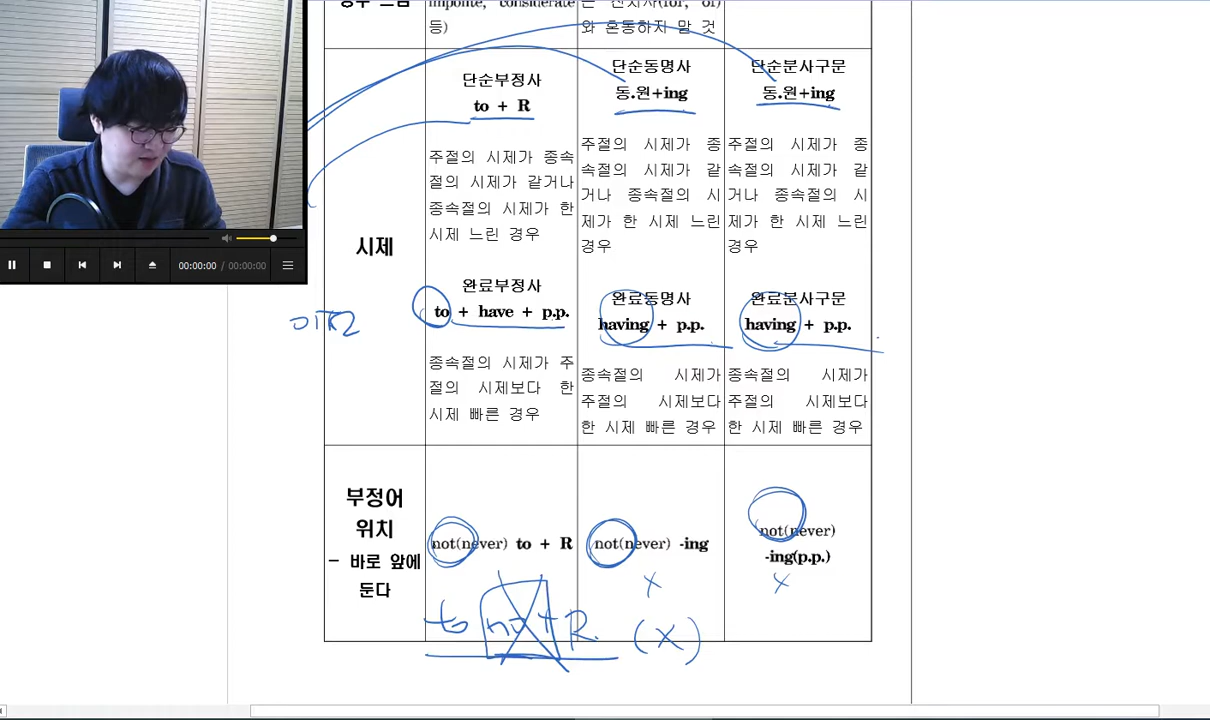 impolite, considerate
등)
는 전치사(for, of)
와 혼동하지 말 것
시제
단순부정사
to + R
주절의 시제가 종속
절의 시제가 같거나
종속절의 시제가 한
시제 느린 경우
완료부정사
to + have + p.p.
종속절의 시제가 주
절의 시제보다 한
시제 빠른 경우
단순동명사
동.원+ing
주절의 시제가 종
속절의 시제가 같
거나 종속절의 시
제가 한 시제 느린
경우
완료동명사
having + p.p.
종속절의 시제가
주절의 시제보다
한 시제 빠른 경우
단순분사구문
동.원+ing
주절의 시제가 종
속절의 시제가 같
거나 종속절의 시
제가 한 시제 느린
경우
완료분사구문
having + p.p.
종속절의 시제가
주절의 시제보다
한 시제 빠른 경우
부정어
위치
- 바로 앞에
둔다
not(never) to + R
not(never) -ing
not(never)
-ing(p.p.)
X
X
to not R. (X)
00:00:00 / 00:00:00